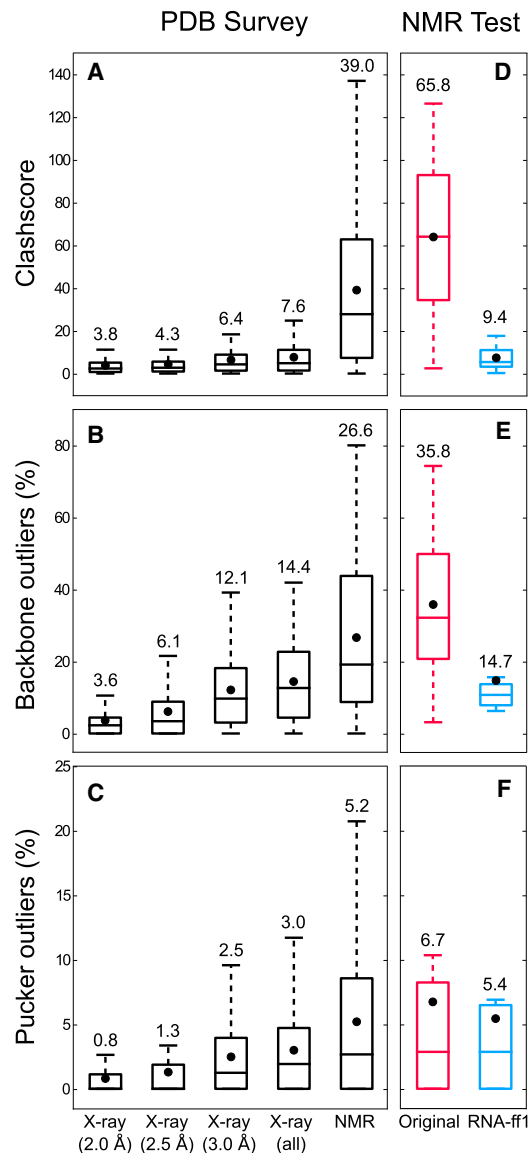 PDB Survey
NMR Test
A
Clashscore
140
120
100
80
60
40
20
0
3.8
4.3
6.4
7.6
39.0
D
65.8
9.4
B
Backbone outliers (%)
80
60
40
20
0
3.6
6.1
12.1
14.4
26.6
E
35.8
14.7
C
Pucker outliers (%)
25
20
15
10
5
0
0.8
1.3
2.5
3.0
5.2
F
6.7
5.4
X-ray (2.0 Å)
X-ray (2.5 Å)
X-ray (3.0 Å)
X-ray (all)
NMR
Original
RNA-ff1